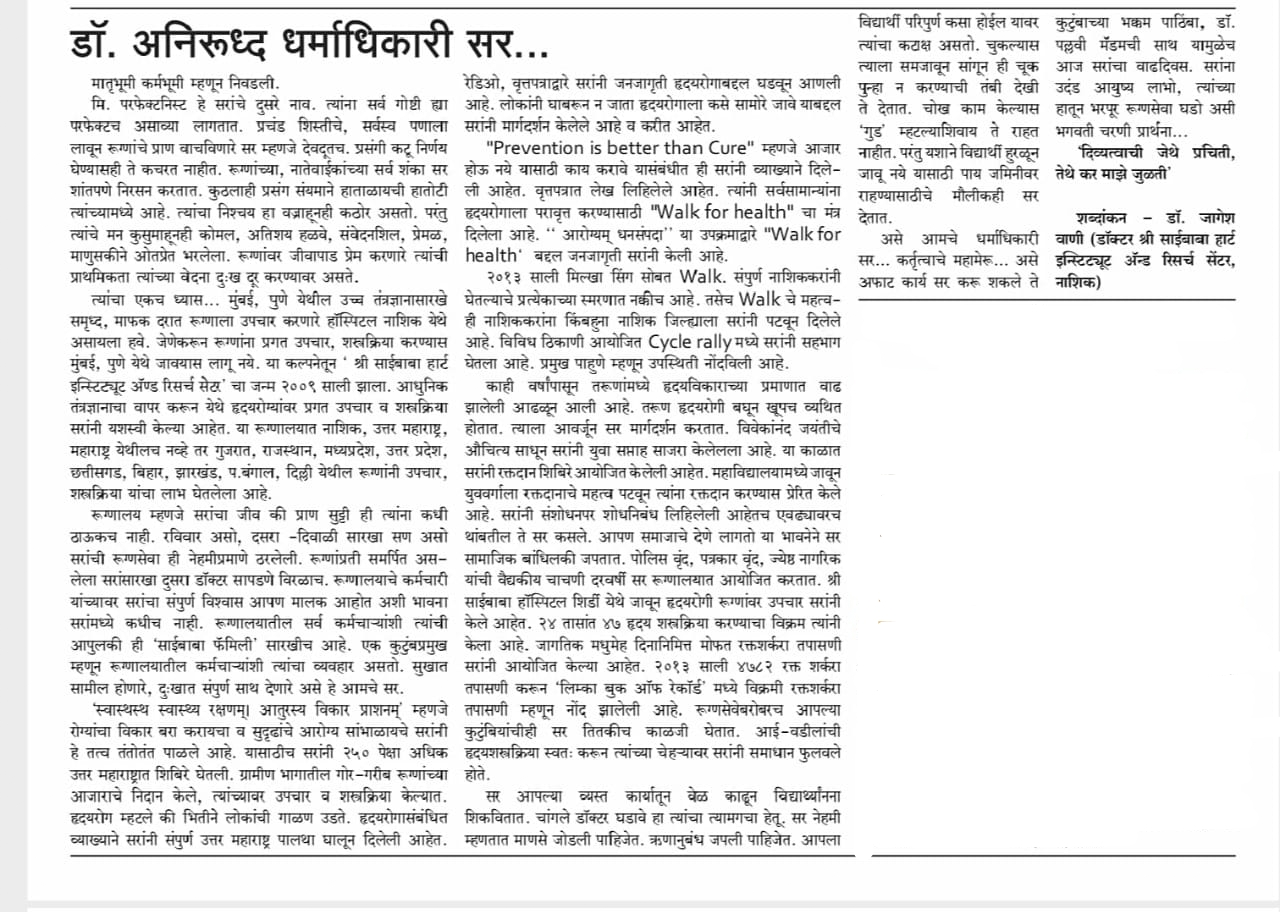 डॉ. अनिरूध्द धर्माधिकारी सर...
मातृभूमी कर्मभूमी म्हणून निवडली.
मि. परफेक्टनिस्ट हे सरांचे दुसरे नाव. त्यांना सर्व गोष्टी ह्या
परफेक्टच असाव्या लागतात. प्रचंड शिस्तीचे, सर्वस्व पणाला
लावून रूग्णांचे प्राण वाचविणारे सर म्हणजे देवदूतच. प्रसंगी कटू निर्णय
घेण्यासही ते कचरत नाहीत. रूग्णांच्या, नातेवाईकांच्या सर्व शंका सर
शांतपणे निरसन करतात. कुठलाही प्रसंग संयमाने हाताळायची हातोटी
त्यांच्यामध्ये आहे. त्यांचा निश्चय हा वज्राहूनही कठोर असतो. परंतु
त्यांचे मन कुसुमाहूनही कोमल, अतिशय हळवे, संवेदनशिल, प्रेमळ,
माणुसकीने ओतप्रेत भरलेला. रूग्णांवर जीवापाड प्रेम करणारे त्यांची
प्राथमिकता त्यांच्या वेदना दुःख दूर करण्यावर असते.
त्यांचा एकच ध्यास... मुंबई, पुणे येथील उच्च तंत्रज्ञानासारखे
समृध्द, माफक दरात रूग्णाला उपचार करणारे हॉस्पिटल नाशिक येथे
असायला हवे. जेणेकरून रूग्णांना प्रगत उपचार, शस्त्रक्रिया करण्यास
मुंबई, पुणे येथे जावयास लागू नये. या कल्पनेतून ' श्री साईबाबा हार्ट
इन्स्टिट्यूट अ‍ॅण्ड रिसर्च सेंटर' चा जन्म २००९ साली झाला. आधुनिक
तंत्रज्ञानाचा वापर करून येथे हृदयरोग्यांवर प्रगत उपचार व शस्त्रक्रिया
सरांनी यशस्वी केल्या आहेत. या रूग्णालयात नाशिक, उत्तर महाराष्ट्र,
महाराष्ट्र येथीलच नव्हे तर गुजरात, राजस्थान, मध्यप्रदेश, उत्तर प्रदेश,
छत्तीसगड, बिहार, झारखंड, प.बंगाल, दिल्ली येथील रूग्णांनी उपचार,
शस्त्रक्रिया यांचा लाभ घेतलेला आहे.
रूग्णालय म्हणजे सरांचा जीव की प्राण सुट्टी ही त्यांना कधी
ठाऊकच नाही. रविवार असो, दसरा -दिवाळी सारखा सण असो
सरांची रूग्णसेवा ही नेहमीप्रमाणे ठरलेली. रूग्णांप्रती समर्पित अस-
लेला सरांसारखा दुसरा डॉक्टर सापडणे विरळाच. रूग्णालयाचे कर्मचारी
यांच्यावर सरांचा संपुर्ण विश्वास आपण मालक आहोत अशी भावना
सरांमध्ये कधीच नाही. रूग्णालयातील सर्व कर्मचाऱ्यांशी त्यांची
आपुलकी ही 'साईबाबा फॅमिली' सारखीच आहे. एक कुटुंबप्रमुख
म्हणून रूग्णालयातील कर्मचाऱ्यांशी त्यांचा व्यवहार असतो. सुखात
सामील होणारे, दुःखात संपुर्ण साथ देणारे असे हे आमचे सर.
'स्वास्थस्थ स्वास्थ्य रक्षणम्। आतुरस्य विकार प्राशनम्' म्हणजे
रोग्यांचा विकार बरा करायचा व सुदृढांचे आरोग्य सांभाळायचे सरांनी
हे तत्व तंतोतंत पाळले आहे. यासाठीच सरांनी २५० पेक्षा अधिक
उत्तर महाराष्ट्रात शिबिरे घेतली. ग्रामीण भागातील गोर-गरीब रूग्णांच्या
आजाराचे निदान केले, त्यांच्यावर उपचार व शस्त्रक्रिया केल्यात.
हृदयरोग म्हटले की भितीने लोकांची गाळण उडते. हृदयरोगासंबंधित
व्याख्याने सरांनी संपुर्ण उत्तर महाराष्ट्र पालथा घालून दिलेली आहेत.
रेडिओ, वृत्तपत्राद्वारे सरांनी जनजागृती हृदयरोगाबद्दल घडवून आणली
आहे. लोकांनी घाबरून न जाता हृदयरोगाला कसे सामोरे जावे याबद्दल
सरांनी मार्गदर्शन केलेले आहे व करीत आहेत.
"Prevention is better than Cure" म्हणजे आजार
होऊ नये यासाठी काय करावे यासंबंधीत ही सरांनी व्याख्याने दिले-
ली आहेत. वृत्तपत्रात लेख लिहिलेले आहेत. त्यांनी सर्वसामान्यांना
हृदयरोगाला परावृत्त करण्यासाठी "Walk for health" चा मंत्र
दिलेला आहे. '' आरोग्यम् धनसंपदा'' या उपक्रमाद्वारे "Walk for
health' बद्दल जनजागृती सरांनी केली आहे.
२०१३ साली मिल्खा सिंग सोबत Walk. संपुर्ण नाशिककरांनी
घेतल्याचे प्रत्येकाच्या स्मरणात नक्कीच आहे. तसेच Walk चे महत्व-
ही नाशिककरांना किंबहुना नाशिक जिल्ह्याला सरांनी पटवून दिलेले
आहे. विविध ठिकाणी आयोजित Cycle rally मध्ये सरांनी सहभाग
घेतला आहे. प्रमुख पाहुणे म्हणून उपस्थिती नोंदविली आहे.
काही वर्षांपासून तरूणांमध्ये हृदयविकाराच्या प्रमाणात वाढ
झालेली आढळून आली आहे. तरूण हृदयरोगी बघून खूपच व्यथित
होतात. त्याला आवर्जून सर मार्गदर्शन करतात. विवेकांनंद जयंतीचे
औचित्य साधून सरांनी युवा सप्ताह साजरा केलेलला आहे. या काळात
सरांनी रक्तदान शिबिरे आयोजित केलेली आहेत. महाविद्यालयामध्ये जावून
युववर्गाला रक्तदानाचे महत्व पटवून त्यांना रक्तदान करण्यास प्रेरित केले
आहे. सरांनी संशोधनपर शोधनिबंध लिहिलेली आहेतच एवढ्यावरच
थांबतील ते सर कसले. आपण समाजाचे देणे लागतो या भावनेने सर
सामाजिक बांधिलकी जपतात. पोलिस वृंद, पत्रकार वृंद, ज्येष्ठ नागरिक
यांची वैद्यकीय चाचणी दरवर्षी सर रूग्णालयात आयोजित करतात. श्री
साईबाबा हॉस्पिटल शिर्डी येथे जावून हृदयरोगी रूग्णांवर उपचार सरांनी
केले आहेत. २४ तासांत ४७ हृदय शस्त्रक्रिया करण्याचा विक्रम त्यांनी
केला आहे. जागतिक मधुमेह दिनानिमित्त मोफत रक्तशर्करा तपासणी
सरांनी आयोजित केल्या आहेत. २०१३ साली ४७८२ रक्त शर्करा
तपासणी करून 'लिम्का बुक ऑफ रेकॉर्ड' मध्ये विक्रमी रक्तशर्करा
तपासणी म्हणून नोंद झालेली आहे. रूग्णसेवेबरोबरच आपल्या
कुटुंबियांचीही सर तितकीच काळजी घेतात. आई-वडीलांची
हृदयशस्त्रक्रिया स्वतः करून त्यांच्या चेहऱ्यावर सरांनी समाधान फुलवले
होते.
सर आपल्या व्यस्त कार्यातून वेळ काढून विद्यार्थ्यांनना
शिकवितात. चांगले डॉक्टर घडावे हा त्यांचा त्यामगचा हेतू. सर नेहमी
म्हणतात माणसे जोडली पाहिजेत. ऋणानुबंध जपली पाहिजेत. आपला
विद्यार्थी परिपुर्ण कसा होईल यावर
त्यांचा कटाक्ष असतो. चुकल्यास
त्याला समजावून सांगून ही चूक
पुन्हा न करण्याची तंबी देखी
ते देतात. चोख काम केल्यास
'गुड' म्हटल्याशिवाय ते राहत
नाहीत. परंतु यशाने विद्यार्थी हुरळून
जावू नये यासाठी पाय जमिनीवर
राहण्यासाठीचे मौलीकही सर
देतात.
असे आमचे धर्माधिकारी
सर... कर्तृत्वाचे महामेरू... असे
अफाट कार्य सर करू शकले ते
कुटुंबाच्या भक्कम पाठिंबा, डॉ.
पल्लवी मॅडमची साथ यामुळेच
आज सरांचा वाढदिवस. सरांना
उदंड आयुष्य लाभो, त्यांच्या
हातून भरपूर रूग्णसेवा घडो असी
भगवती चरणी प्रार्थना...
'दिव्यत्वाची जेथे प्रचिती,
तेथे कर माझे जुळती'
शब्दांकन - डॉ. जागेश
वाणी (डॉक्टर श्री साईबाबा हार्ट
इन्स्टिट्यूट अ‍ॅन्ड रिसर्च सेंटर,
नाशिक)